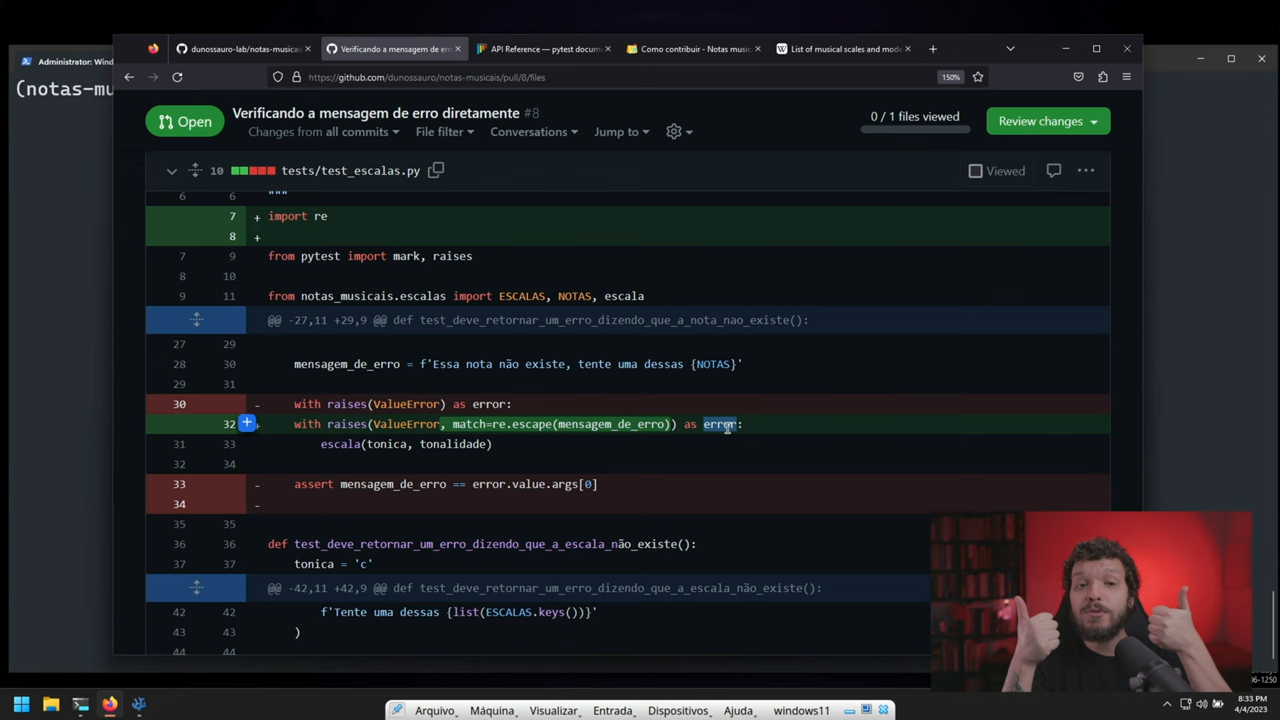 Administrar: Wind
(notas-mu
dunossauro-lab/notas-musicai
Verificando a mensagem de err
API Reference — pytest docum
Como contribuir - Notas musi
List of musical scales and mode
https://github.com/dunossauro/notas-musicais/pull/8/files
150%
Open
Verificando a mensagem de erro diretamente #8
Changes from all commits
File filter
Conversations
Jump to
0 / 1 files viewed
Review changes
10
tests/test_escalas.py
Viewed
6 6 """
7 + import re
8 +
7 9 from pytest import mark, raises
8 10
9 11 from notas_musicais.escalas import ESCALAS, NOTAS, escala
@@ -27,11 +29,9 @@ def test_deve_retornar_um_erro_dizendo_que_a_nota_nao_existe():
27 29
28 30 mensagem_de_erro = f'Essa nota não existe, tente uma dessas {NOTAS}'
29 31
30 - with raises(ValueError) as error:
32 + with raises(ValueError, match=re.escape(mensagem_de_erro)) as error:
31 33 escala(tonica, tonalidade)
32 34
33 - assert mensagem_de_erro == error.value.args[0]
34 -
35 35
36 36 def test_deve_retornar_um_erro_dizendo_que_a_escala_não_existe():
37 37 tonica = 'c'
@@ -42,11 +42,9 @@ def test_deve_retornar_um_erro_dizendo_que_a_escala_não_existe():
42 42 f'Tente uma dessas {list(ESCALAS.keys())}'
43 43 )
44 44
06-1250
Arquivo
Máquina
Visualizar
Entrada
Dispositivos
Ajuda
windows11
8:33 PM
4/4/2023